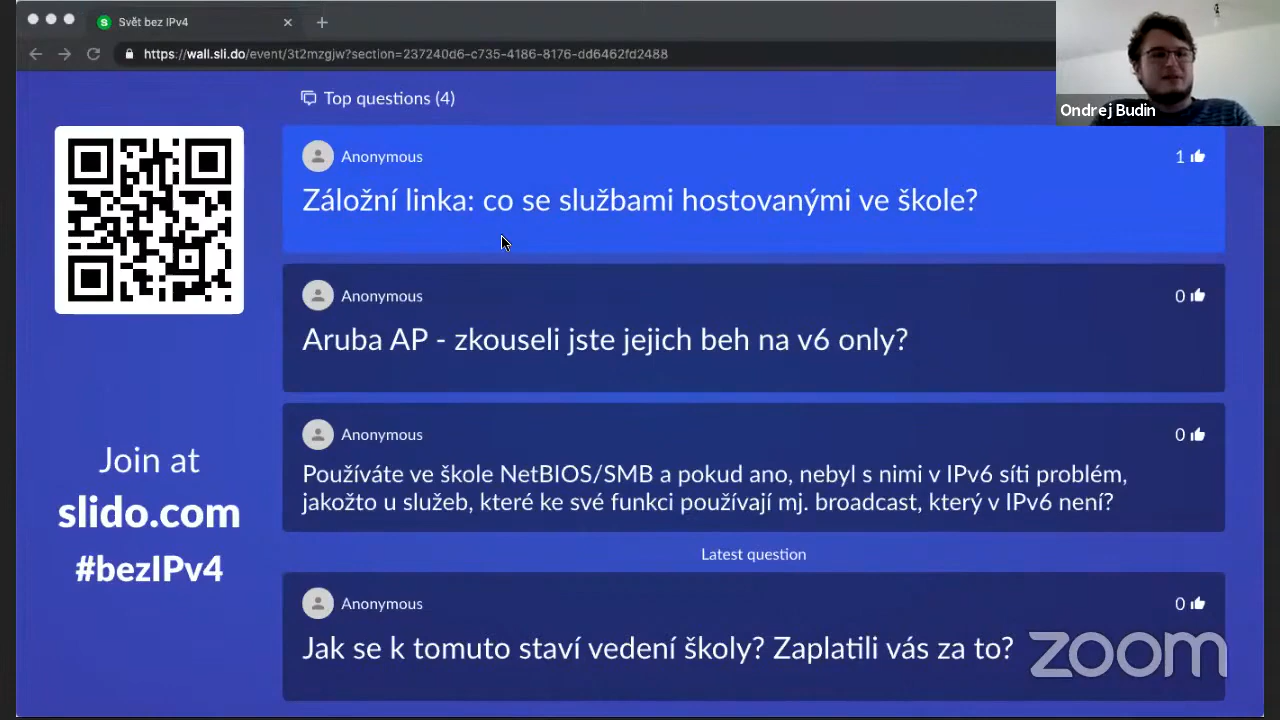 Svět bez IPv4
https://wall.sli.do/event/3t2mzgjw?section=237240d6-c735-4186-8176-dd6462fd2488
Ondrej Budin
Top questions (4)
Anonymous
1
Záložní linka: co se službami hostovanými ve škole?
Anonymous
0
Aruba AP - zkouseli jste jejich beh na v6 only?
Anonymous
0
Používáte ve škole NetBIOS/SMB a pokud ano, nebyl s nimi v IPv6 síti problém,
jakožto u služeb, které ke své funkci používají mj. broadcast, který v IPv6 není?
Latest question
Anonymous
0
Jak se k tomuto staví vedení školy? Zaplatili vás za to?
Join at
slido.com
#bezIPv4
zoom